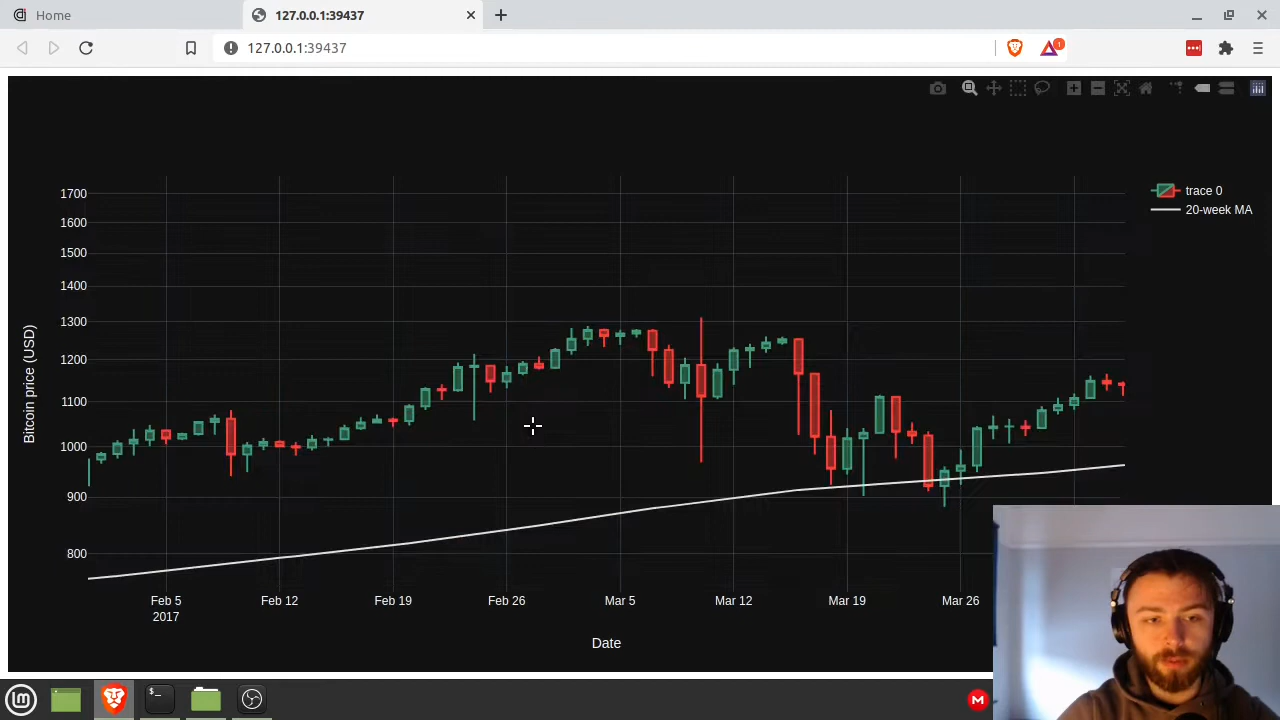 Home
127.0.0.1:39437
127.0.0.1:39437
1
1700
1600
1500
1400
1300
1200
1100
1000
900
800
Bitcoin price (USD)
trace 0
20-week MA
Feb 5
2017
Feb 12
Feb 19
Feb 26
Mar 5
Mar 12
Mar 19
Mar 26
Date
lm
$_
M